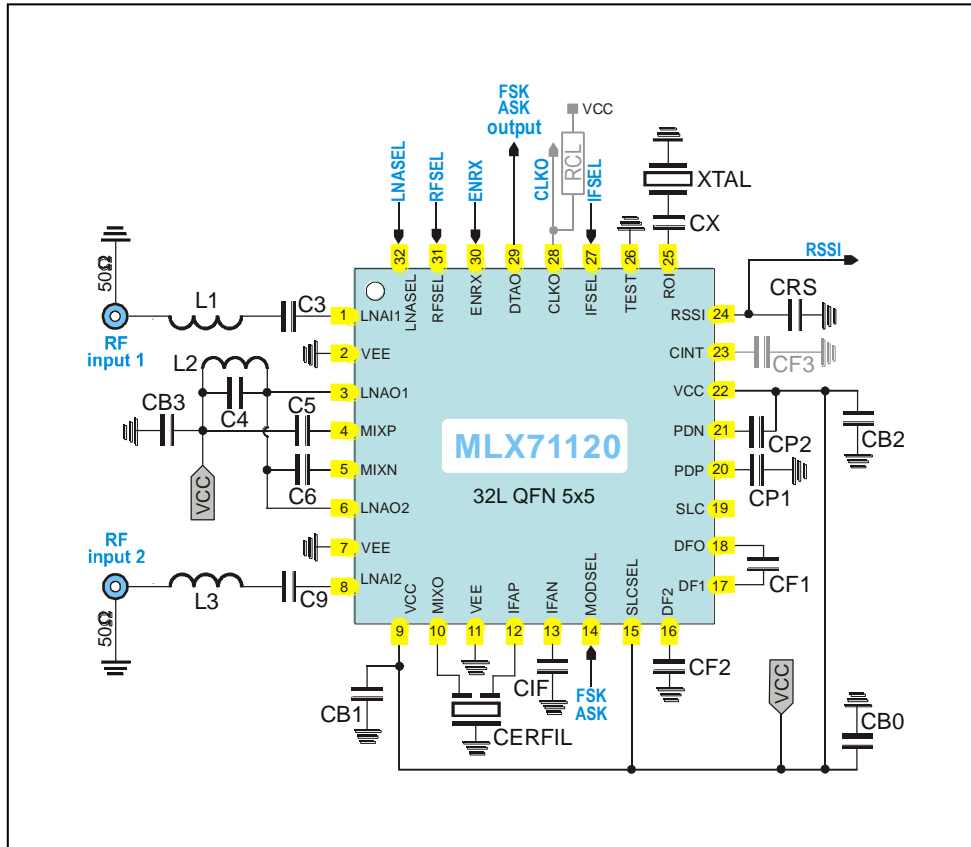 FSK
ASK
output
VCC
LNASEL
RFSEL
ENRX
CLKO
RCL
IFSEL
XTAL
CX
RSSI
50Ω
32
31
30
29
28
27
26
25
LNASEL
RFSEL
ENRX
DTAO
CLKO
IFSEL
TEST
ROI
L1
C3
RF
input 1
1 LNAI1
2 VEE
L2
C4
3 LNAO1
CB3
C5
4 MIXP
5 MIXN
C6
6 LNAO2
VCC
7 VEE
RF
input 2
8 LNAI2
L3
C9
50Ω
MLX71120
32L QFN 5x5
RSSI 24
CRS
CINT 23
CF3
VCC 22
PDN 21
CP2
CB2
PDP 20
CP1
SLC 19
DFO 18
DF1 17
CF1
VCC
MIXO
VEE
IFAP
IFAN
MODSEL
SLCSEL
DF2
9
10
11
12
13
14
15
16
CB1
CERFIL
CIF
FSK
ASK
CF2
VCC
CB0